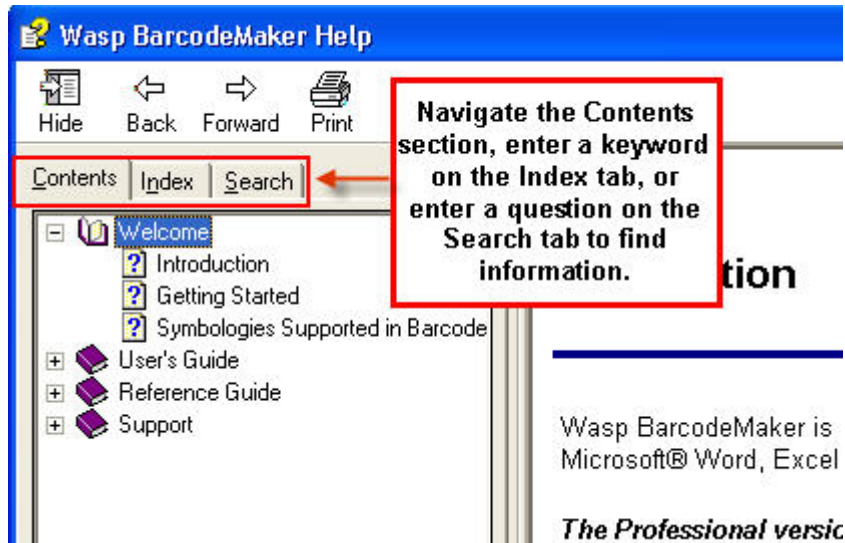 Wasp BarcodeMaker Help
Hide Back Forward Print
Contents Index Search
Navigate the Contents
section, enter a keyword
on the Index tab, or
enter a question on the
Search tab to find
information.
Welcome
Introduction
Getting Started
Symbologies Supported in Barcode
User's Guide
Reference Guide
Support
tion
Wasp BarcodeMaker is
Microsoft® Word, Excel
The Professional versio